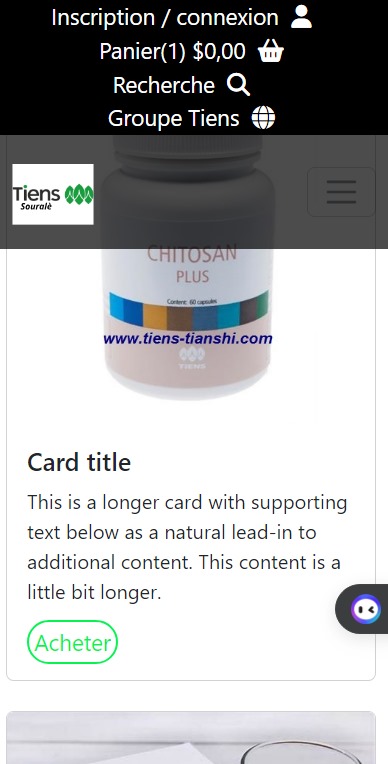 Inscription / connexion
Panier(1) $0,00
Recherche
Groupe Tiens
Tiens
Souralè
CHITOSAN
PLUS
Content: 60 capsules
www.tiens-tianshi.com
TIENS
Card title
This is a longer card with supporting
text below as a natural lead-in to
additional content. This content is a
little bit longer.
Acheter